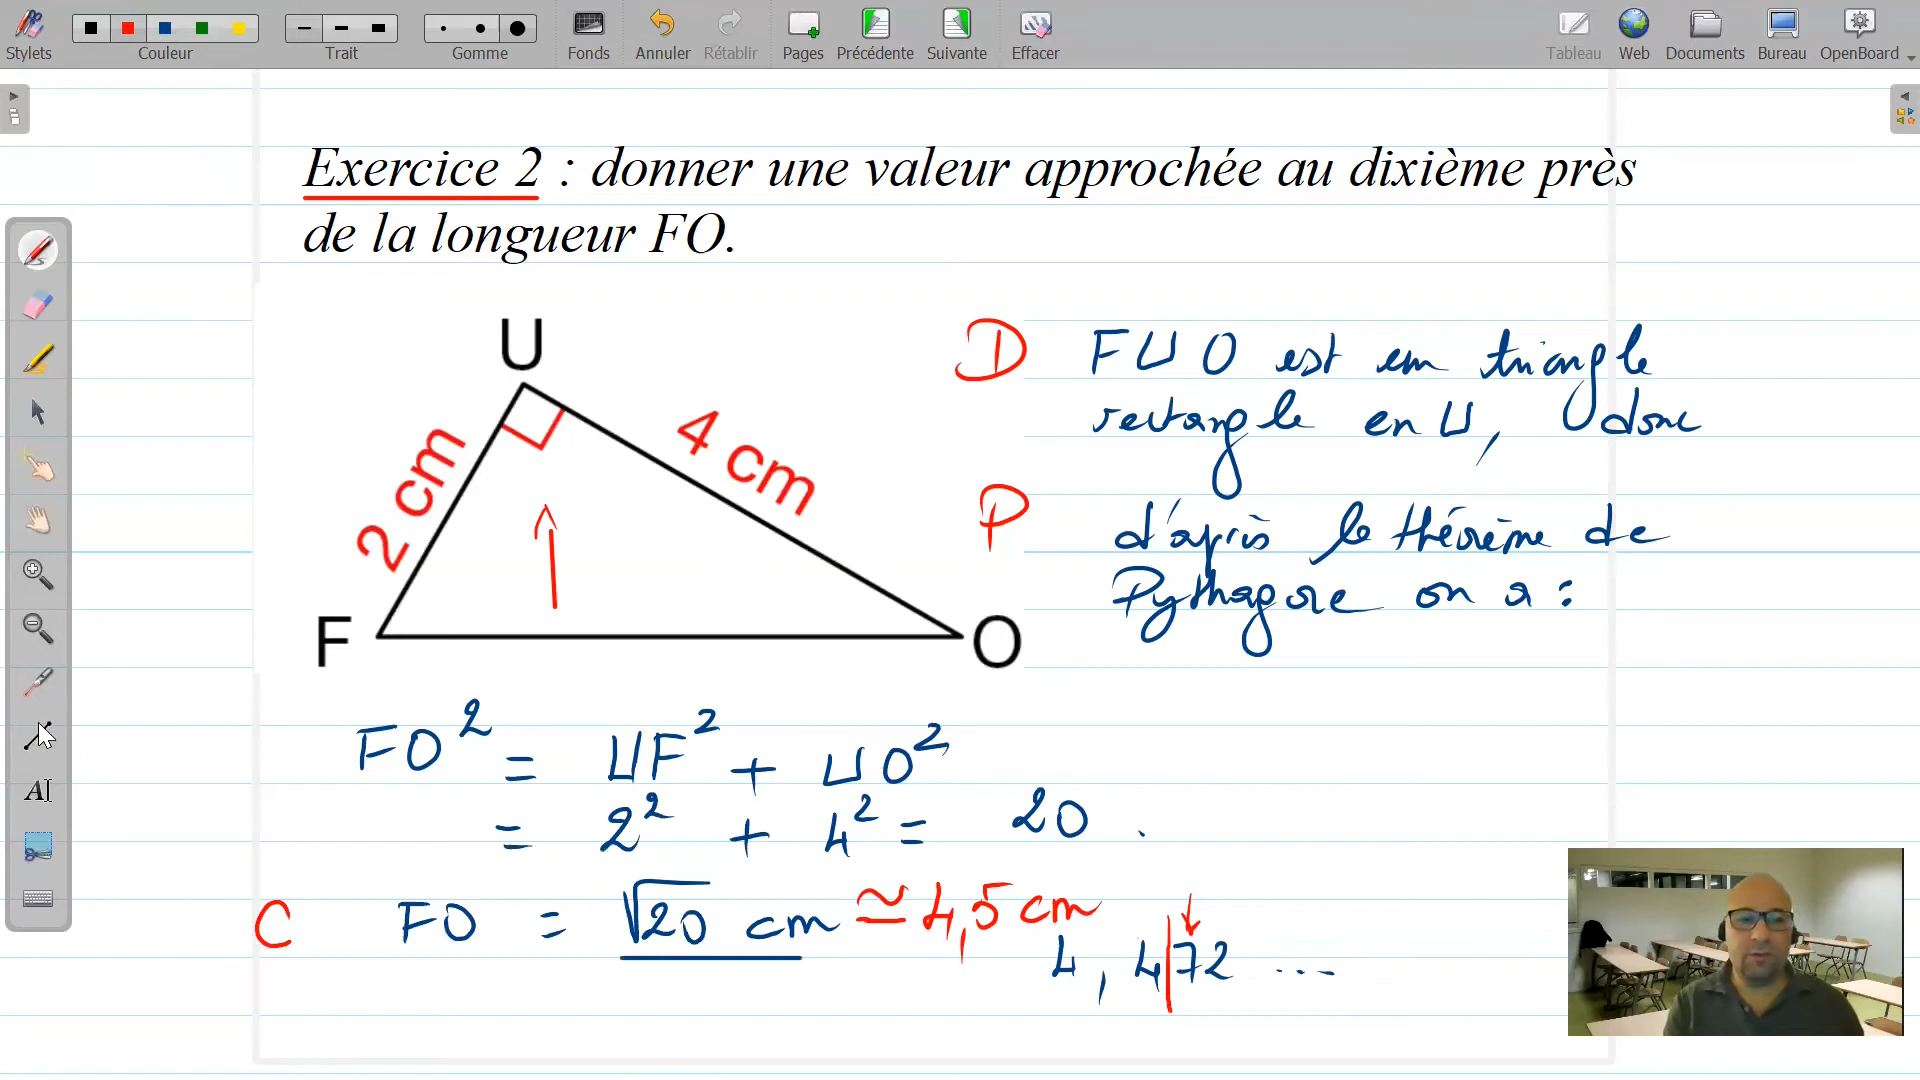 Stylets Couleur Trait Gomme Fonds Annuler Rétablir Pages Précédente Suivante Effacer Tableau Web Documents Bureau OpenBoard
Exercice 2 : donner une valeur approchée au dixième près
de la longueur FO.
U
2 cm
4 cm
F
O
D FUO est un triangle
rectangle en U, donc
P d'après le théorème de
Pythagore on a :
FO² = UF² + UO²
= 2² + 4² = 20.
C FO = √20 cm ≃ 4,5 cm
4,4|72 ...
AI